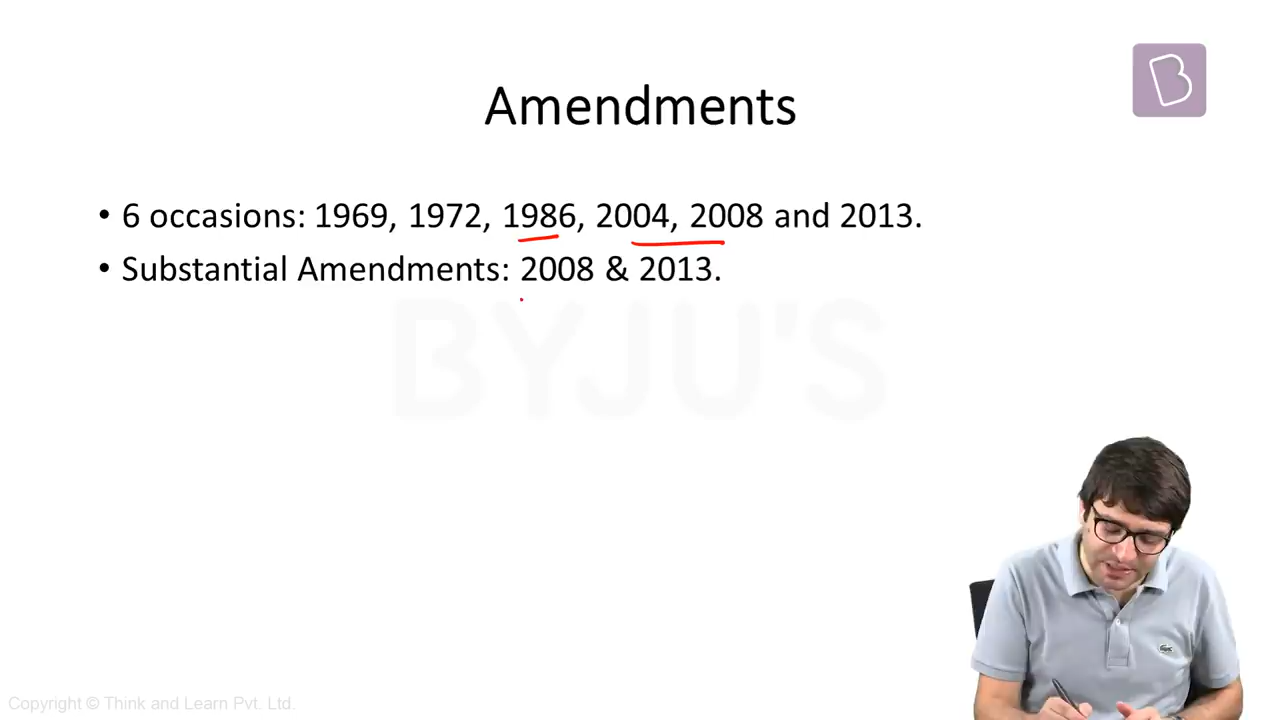 Amendments
• 6 occasions: 1969, 1972, 1986, 2004, 2008 and 2013.
• Substantial Amendments: 2008 & 2013.
BYJU'S
Copyright © Think and Learn Pvt. Ltd.